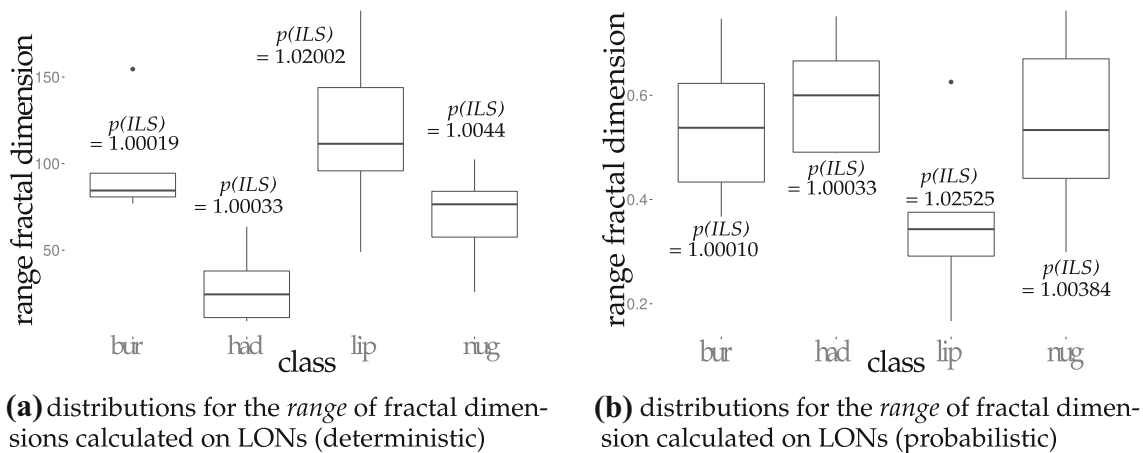 range fractal dimension
150
100
50
p(ILS)
= 1.00019
p(ILS)
= 1.00033
p(ILS)
= 1.02002
p(ILS)
= 1.0044
bur
had
lip
nug
class
(a) distributions for the range of fractal dimen-
sions calculated on LONs (deterministic)
range fractal dimension
0.6
0.4
0.2
p(ILS)
= 1.00010
p(ILS)
= 1.00033
p(ILS)
= 1.02525
p(ILS)
= 1.00384
bur
had
lip
nug
class
(b) distributions for the range of fractal dimen-
sion calculated on LONs (probabilistic)